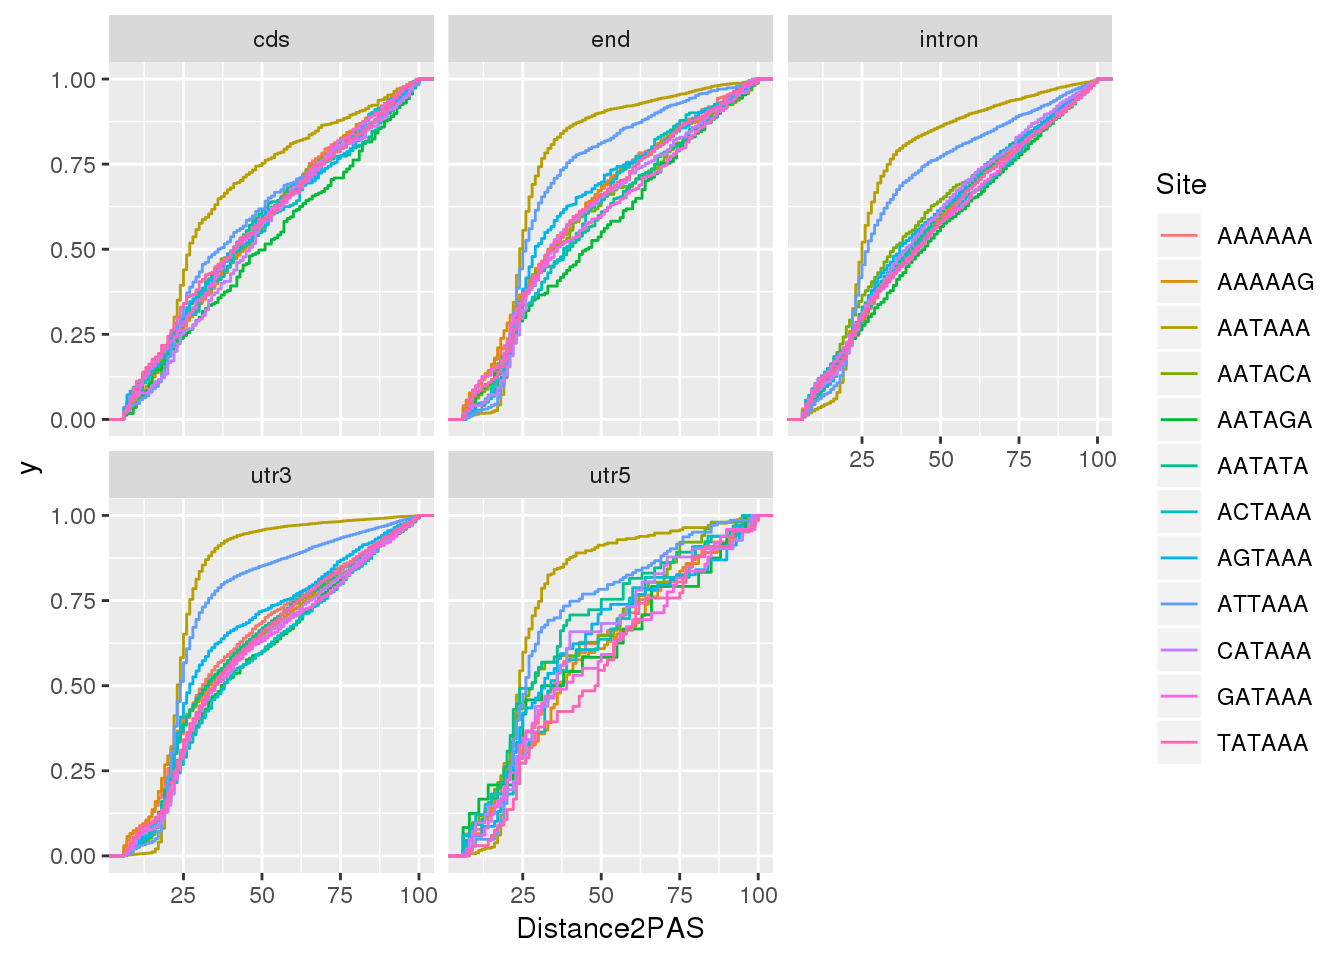 cds
end
intron
1.00
0.75
0.50
0.25
0.00
25
50
75
100
utr3
utr5
1.00
0.75
0.50
0.25
0.00
25
50
75
100
25
50
75
100
Distance2PAS
y
Site
AAAAAA
AAAAAG
AATAAA
AATACA
AATAGA
AATATA
ACTAAA
AGTAAA
ATTAAA
CATAAA
GATAAA
TATAAA